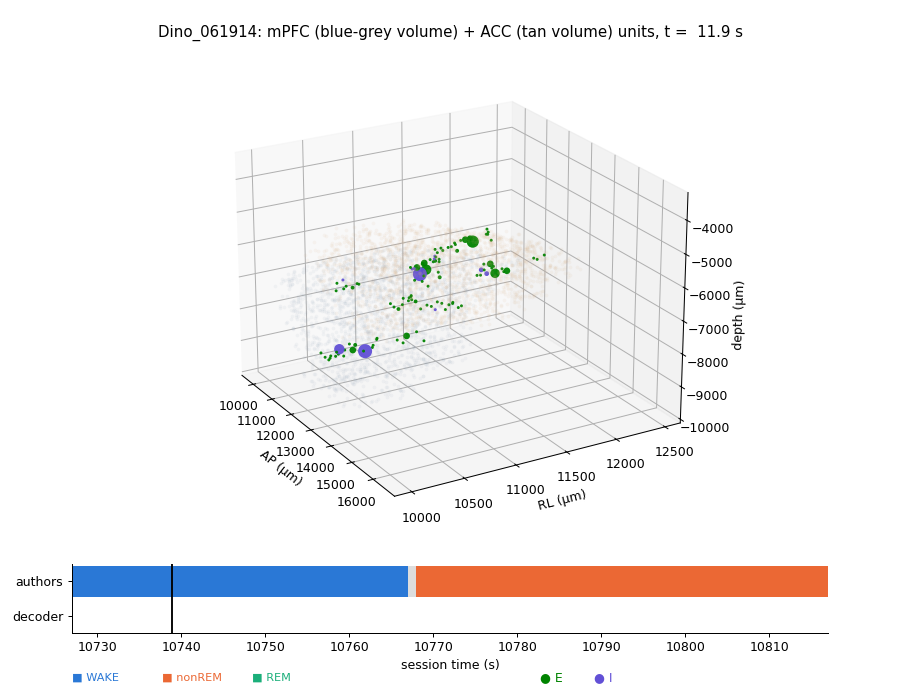 Dino_061914: mPFC (blue-grey volume) + ACC (tan volume) units, t =  11.9 s
−4000
−5000
−6000
−7000
−8000
−9000
−10000
depth (μm)
10000
11000
12000
13000
14000
15000
16000
AP (μm)
10000
10500
11000
11500
12000
12500
RL (μm)
authors
decoder
10730
10740
10750
10760
10770
10780
10790
10800
10810
session time (s)
WAKE
nonREM
REM
E
I